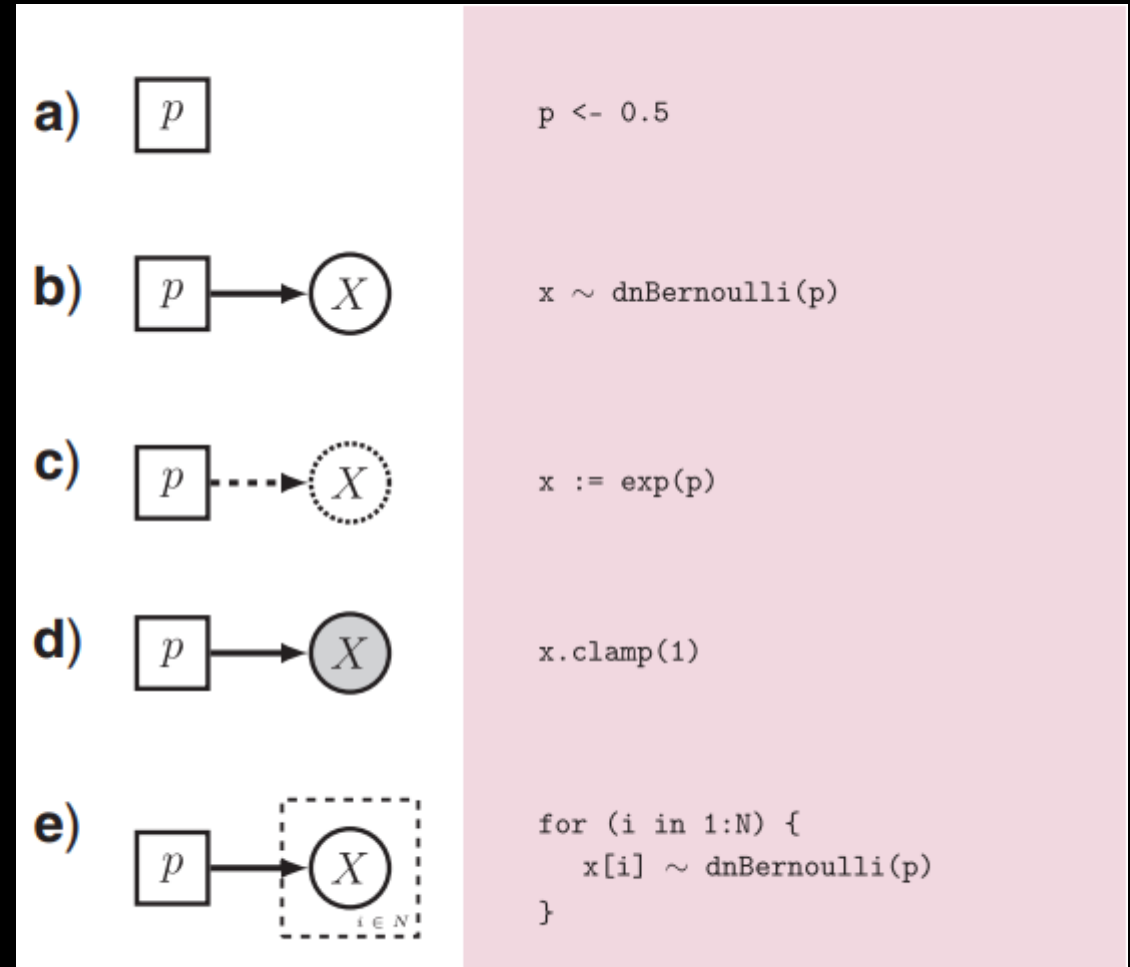 a) p p <- 0.5
b) p X x ∼ dnBernoulli(p)
c) p X x := exp(p)
d) p X x.clamp(1)
e) p X i ∈ N for (i in 1:N) {
x[i] ∼ dnBernoulli(p)
}